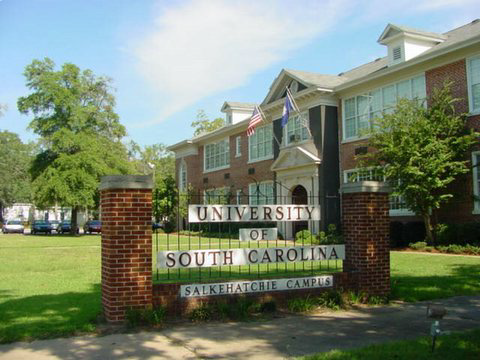 UNIVERSITY
OF
SOUTH CAROLINA
SALKEHATCHIE CAMPUS